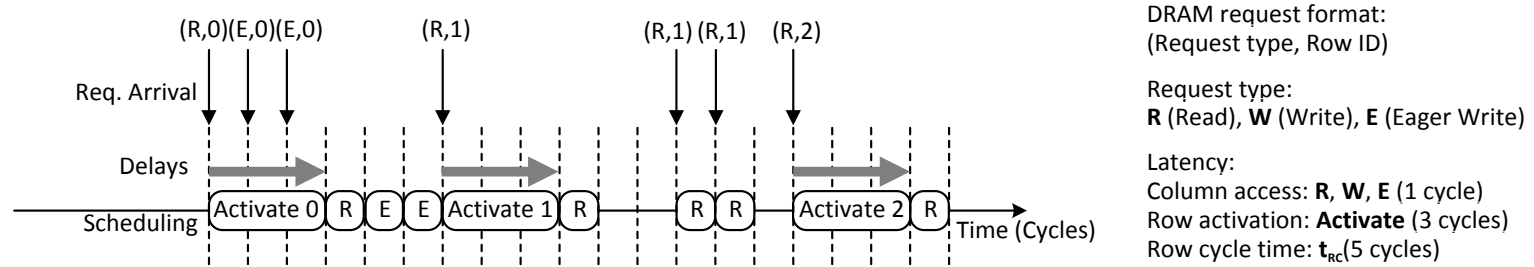 (R,0)(E,0)(E,0) (R,1) (R,1) (R,1) (R,2)
Req. Arrival
Delays
Scheduling Activate 0 R E E Activate 1 R R R Activate 2 R Time (Cycles)
DRAM request format:
(Request type, Row ID)
Request type:
R (Read), W (Write), E (Eager Write)
Latency:
Column access: R, W, E (1 cycle)
Row activation: Activate (3 cycles)
Row cycle time: tRC(5 cycles)